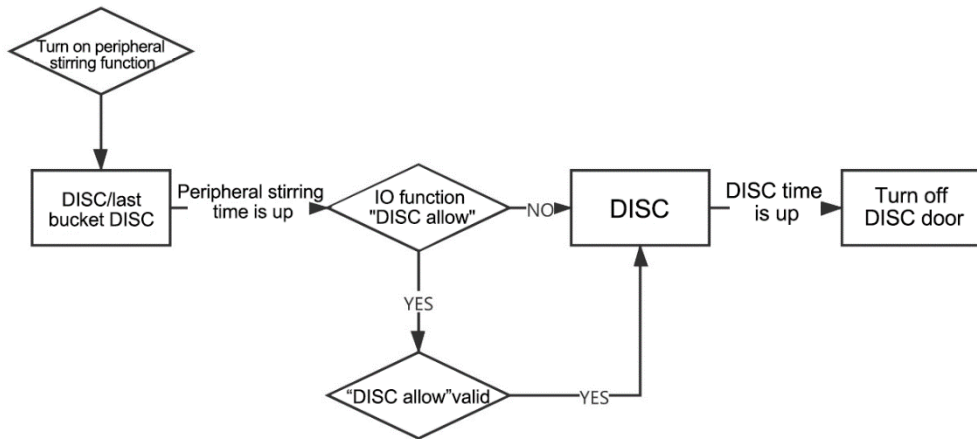 Turn on peripheral
stirring function
DISC/last
bucket DISC
Peripheral stirring
time is up
IO function
"DISC allow"
NO
DISC
DISC time
is up
Turn off
DISC door
YES
“DISC allow”valid
YES